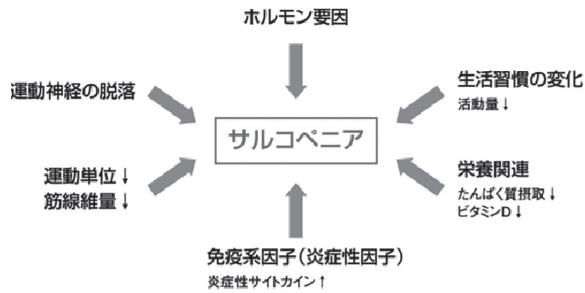 ホルモン要因
運動神経の脱落
生活習慣の変化
活動量↓
サルコペニア
運動単位↓
筋線維量↓
栄養関連
たんぱく質摂取↓
ビタミンD↓
免疫系因子(炎症性因子)
炎症性サイトカイン↑